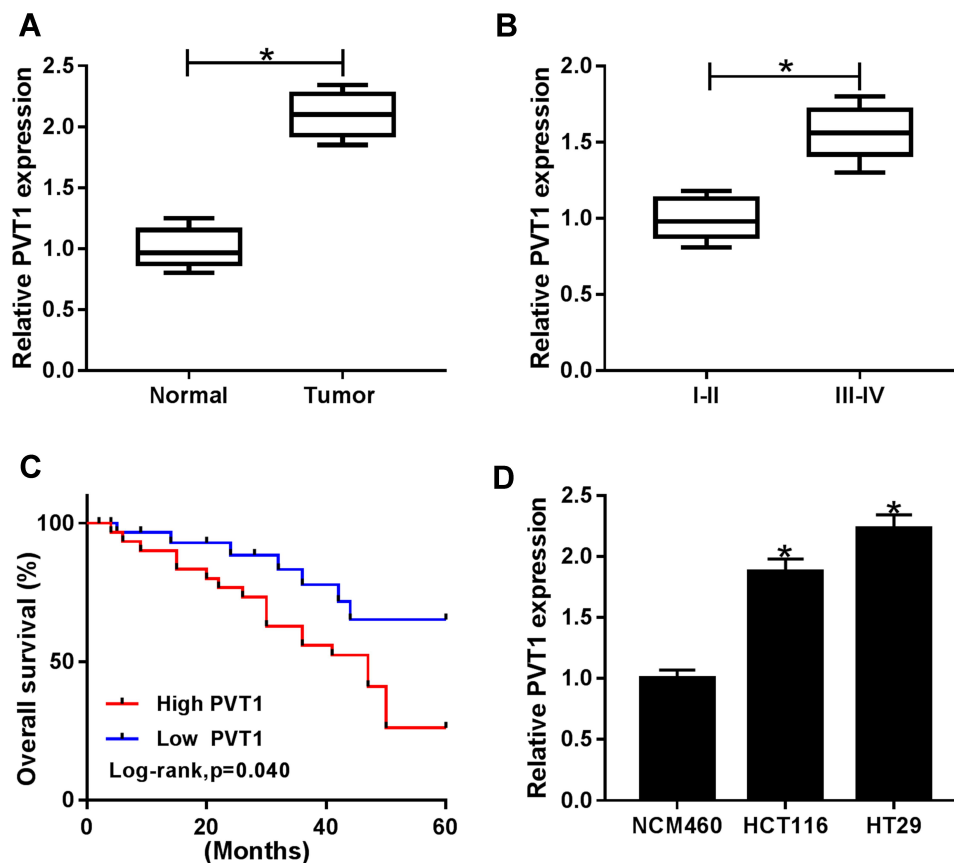 A
*
Relative PVT1 expression
2.5
2.0
1.5
1.0
0.5
0.0
Normal Tumor
B
*
Relative PVT1 expression
2.0
1.5
1.0
0.5
0.0
I-II III-IV
C
Overall survival (%)
100
50
0
High PVT1
Low PVT1
Log-rank,p=0.040
0 20 40 60
(Months)
D
Relative PVT1 expression
2.5
2.0
1.5
1.0
0.5
0.0
*
*
NCM460 HCT116 HT29